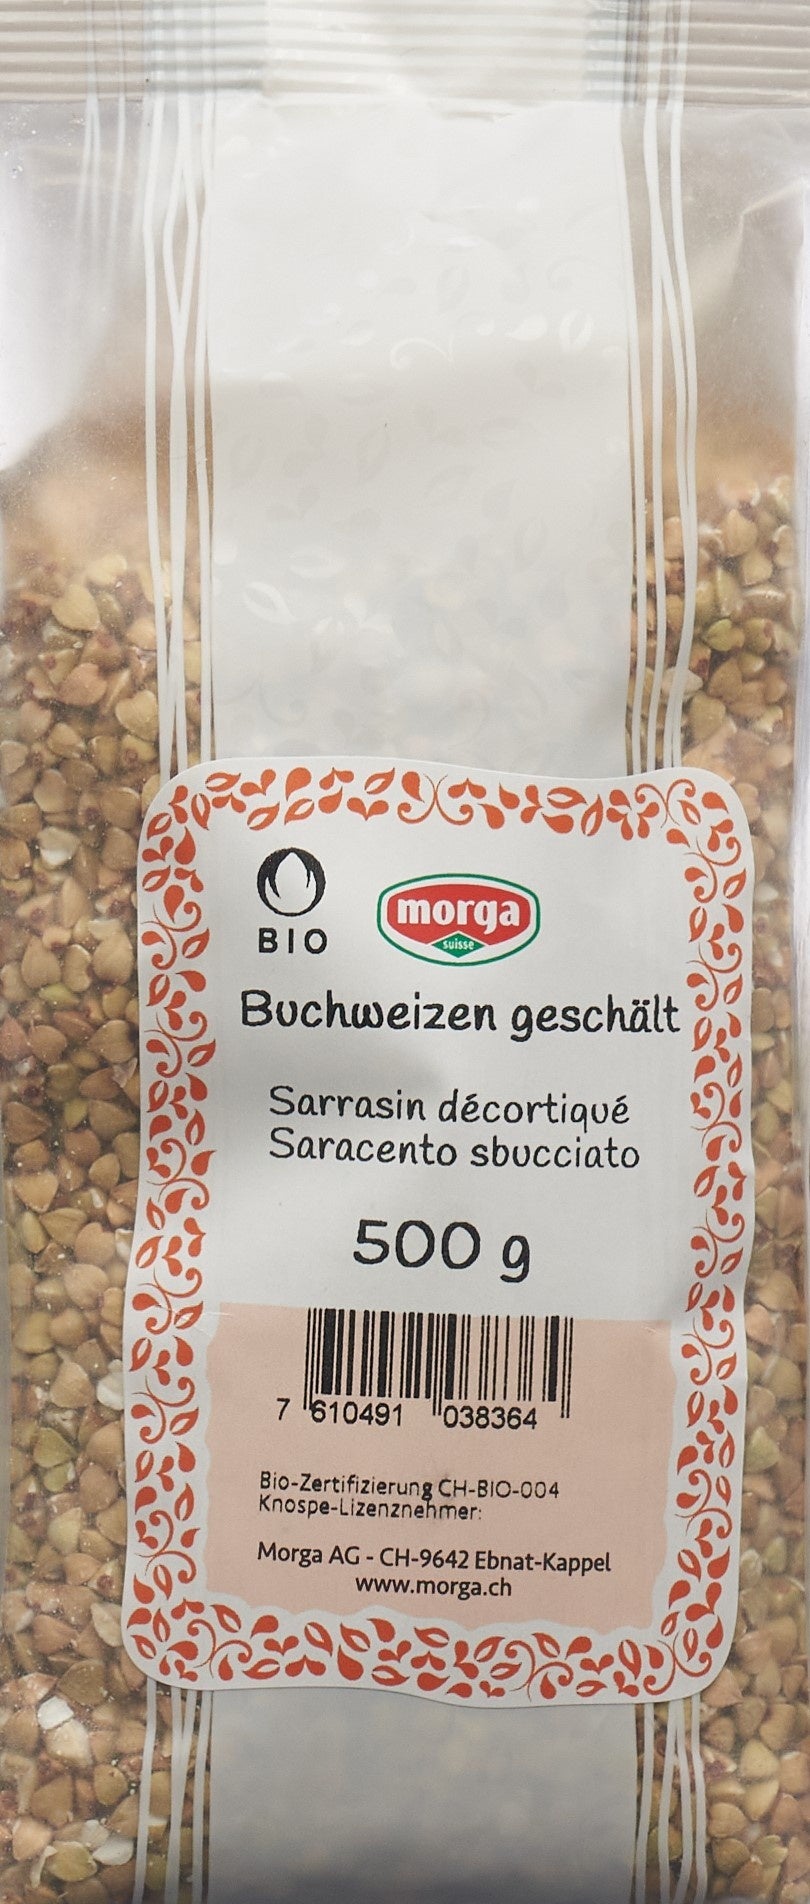 BIO
morga
suisse
Buchweizen geschält
Sarrasin décortiqué
Saracento sbucciato
500 g
7 610491 038364
Bio-Zertifizierung CH-BIO-004
Knospe-Lizenznehmer:
Morga AG - CH-9642 Ebnat-Kappel
www.morga.ch